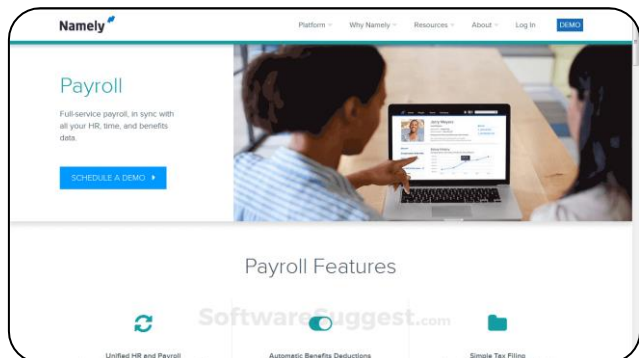 Namely
Platform Why Namely Resources About Log In DEMO
Payroll
Full-service payroll, in sync with
all your HR, time, and benefits
data.
SCHEDULE A DEMO
Payroll Features
SoftwareSuggest.com
Unified HR and Payroll Automatic Benefits Deductions Simple Tax Filing